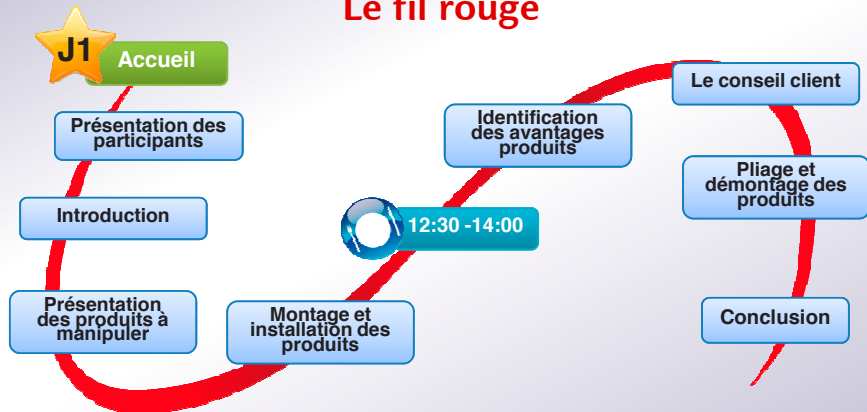 Le fil rouge
J1
Accueil
Présentation des
participants
Introduction
Présentation
des produits à
manipuler
Montage et
installation des
produits
12:30 -14:00
Identification
des avantages
produits
Le conseil client
Pliage et
démontage des
produits
Conclusion